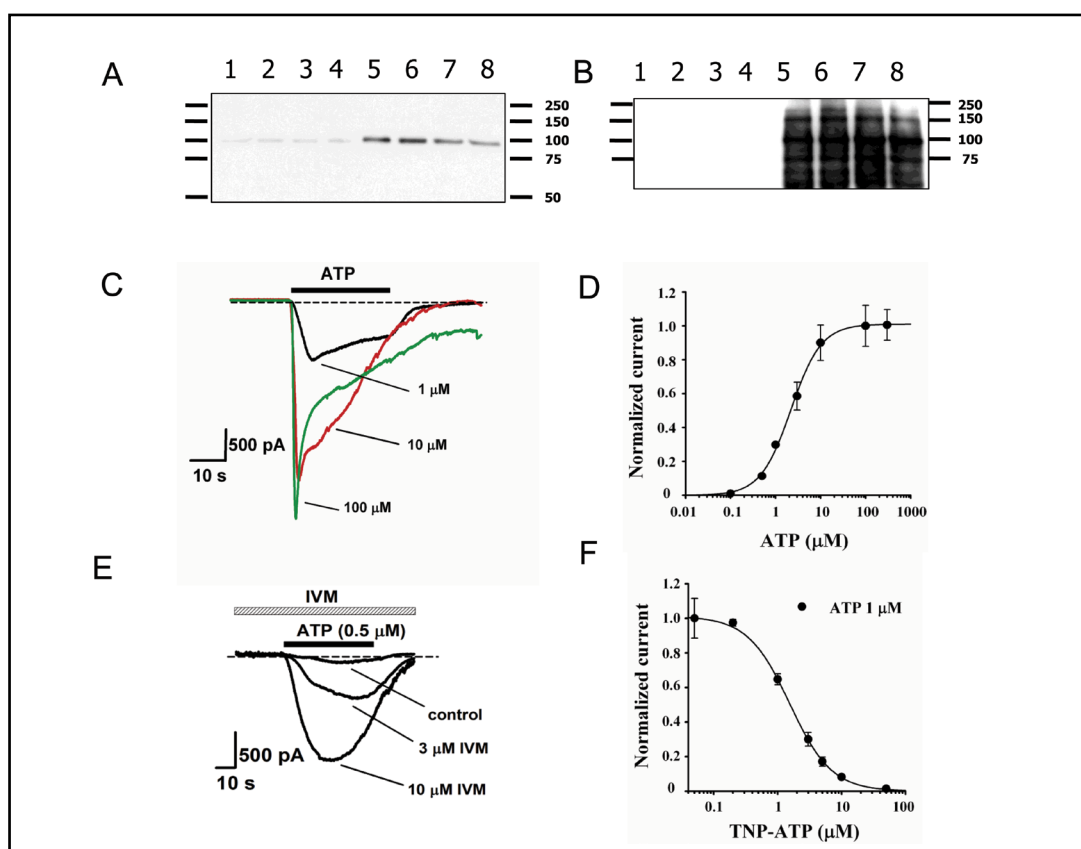 A
1 2 3 4 5 6 7 8
250
150
100
75
50
B
1 2 3 4 5 6 7 8
250
150
100
75
C
ATP
1 μM
10 μM
100 μM
500 pA
10 s
D
Normalized current
1.2
1.0
0.8
0.6
0.4
0.2
0
0.01 0.1 1 10 100 1000
ATP (μM)
E
IVM
ATP (0.5 μM)
control
3 μM IVM
10 μM IVM
500 pA
10 s
F
Normalized current
1.2
1.0
0.8
0.6
0.4
0.2
0
ATP 1 μM
0.1 1 10 100
TNP-ATP (μM)